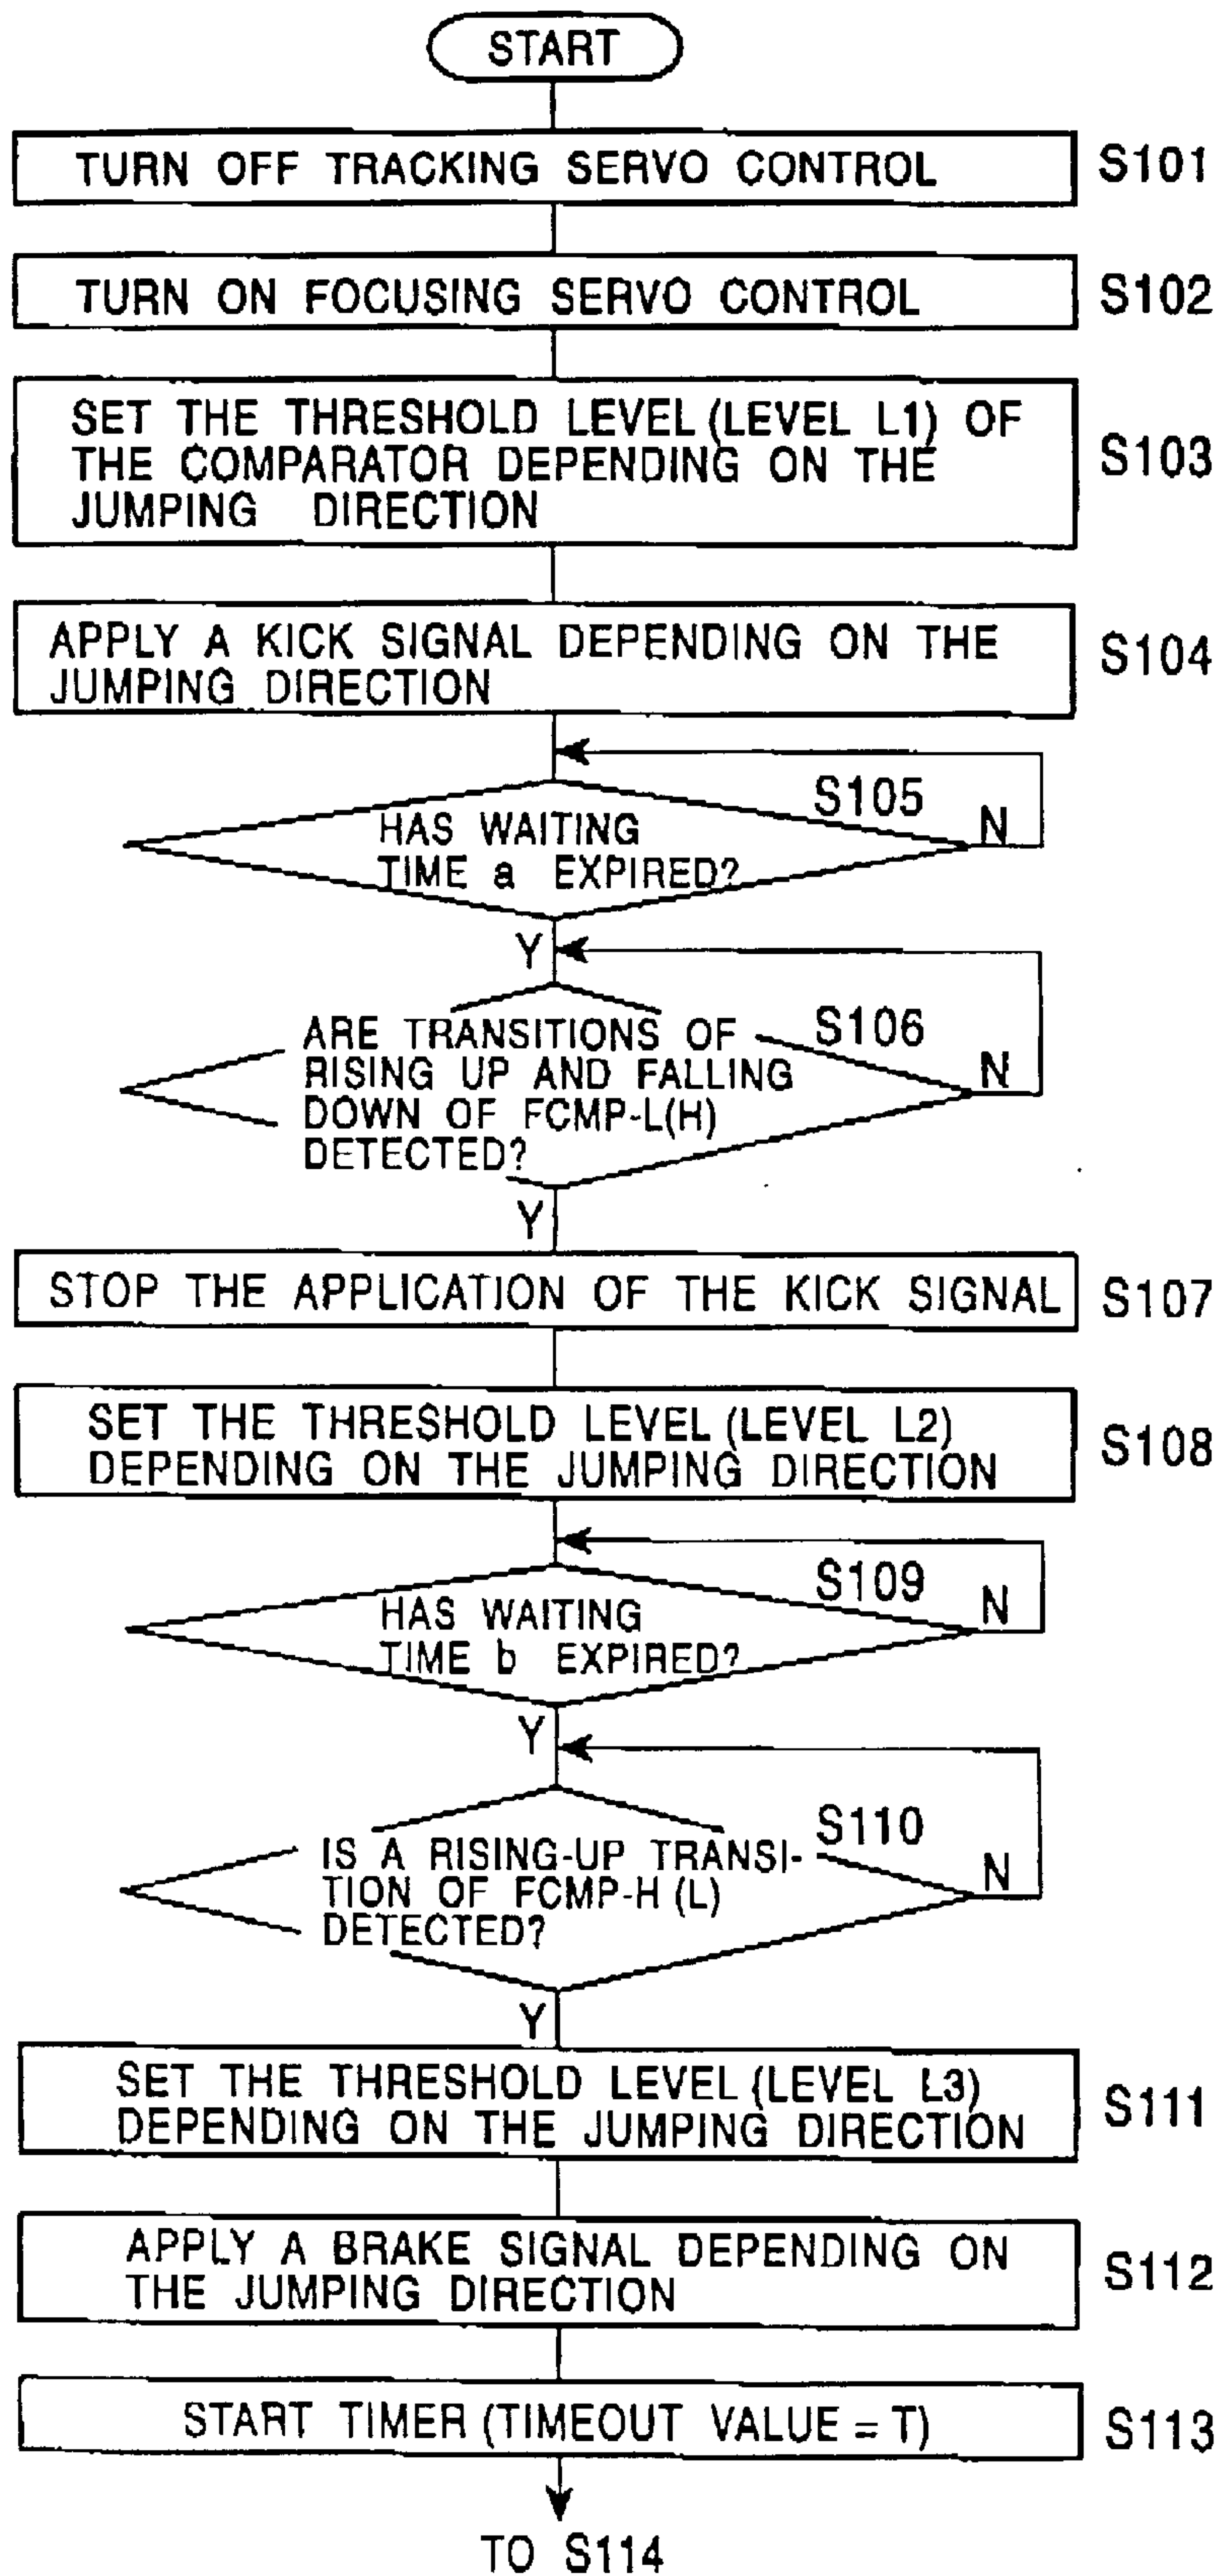 START
TURN OFF TRACKING SERVO CONTROL
S101
TURN ON FOCUSING SERVO CONTROL
S102
SET THE THRESHOLD LEVEL (LEVEL L1) OF
THE COMPARATOR DEPENDING ON THE
JUMPING DIRECTION
S103
APPLY A KICK SIGNAL DEPENDING ON THE
JUMPING DIRECTION
S104
S105
HAS WAITING
TIME a EXPIRED?
N
Y
S106
ARE TRANSITIONS OF
RISING UP AND FALLING
DOWN OF FCMP-L(H)
DETECTED?
N
Y
STOP THE APPLICATION OF THE KICK SIGNAL
S107
SET THE THRESHOLD LEVEL (LEVEL L2)
DEPENDING ON THE JUMPING DIRECTION
S108
S109
HAS WAITING
TIME b EXPIRED?
N
Y
S110
IS A RISING-UP TRANSI-
TION OF FCMP-H (L)
DETECTED?
N
Y
SET THE THRESHOLD LEVEL (LEVEL L3)
DEPENDING ON THE JUMPING DIRECTION
S111
APPLY A BRAKE SIGNAL DEPENDING ON
THE JUMPING DIRECTION
S112
START TIMER (TIMEOUT VALUE = T)
S113
TO S114